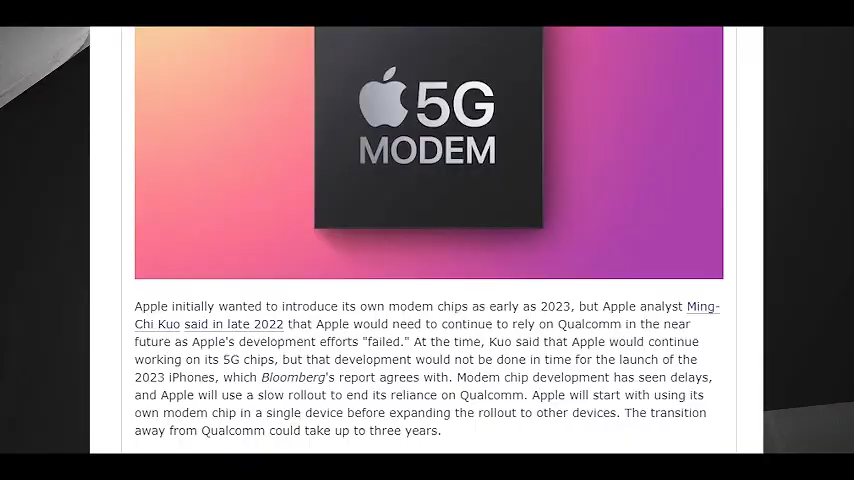 5G
MODEM
Apple initially wanted to introduce its own modem chips as early as 2023, but Apple analyst Ming-
Chi Kuo said in late 2022 that Apple would need to continue to rely on Qualcomm in the near
future as Apple's development efforts "failed." At the time, Kuo said that Apple would continue
working on its 5G chips, but that development would not be done in time for the launch of the
2023 iPhones, which Bloomberg's report agrees with. Modem chip development has seen delays,
and Apple will use a slow rollout to end its reliance on Qualcomm. Apple will start with using its
own modem chip in a single device before expanding the rollout to other devices. The transition
away from Qualcomm could take up to three years.